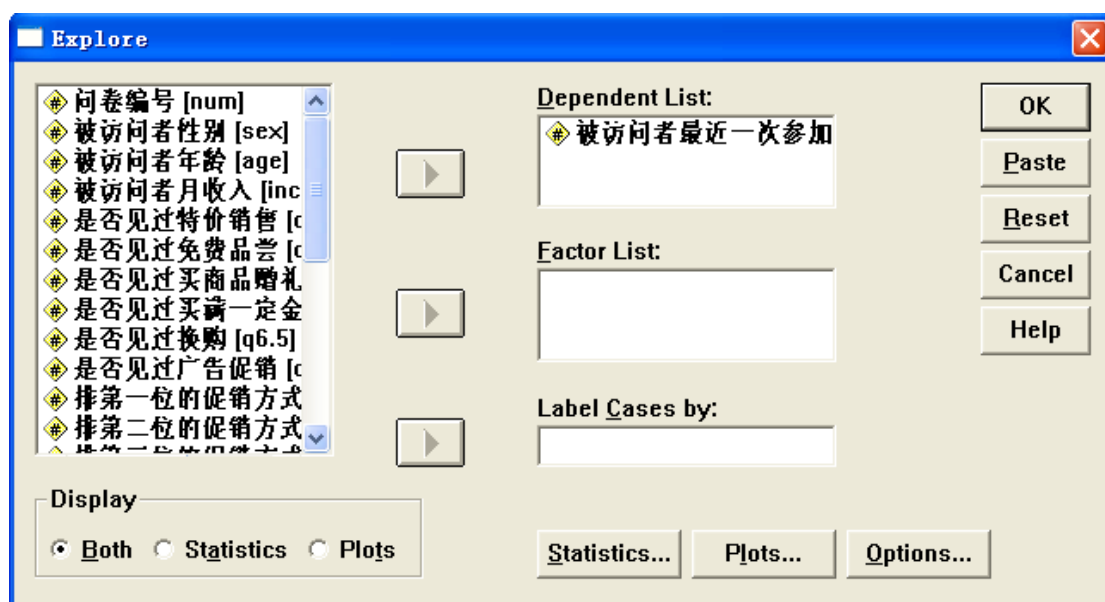 Explore
问卷编号 [num]
被访问者性别 [sex]
被访问者年龄 [age]
被访问者月收入 [inc
是否见过特价销售 [q
是否见过免费品尝 [q
是否见过买商品赠礼
是否见过买满一定金
是否见过换购 [q6.5]
是否见过广告促销 [q
排第一位的促销方式
排第二位的促销方式
Display
Both
Statistics
Plots
Dependent List:
被访问者最近一次参加
Factor List:
Label Cases by:
Statistics...
Plots...
Options...
OK
Paste
Reset
Cancel
Help